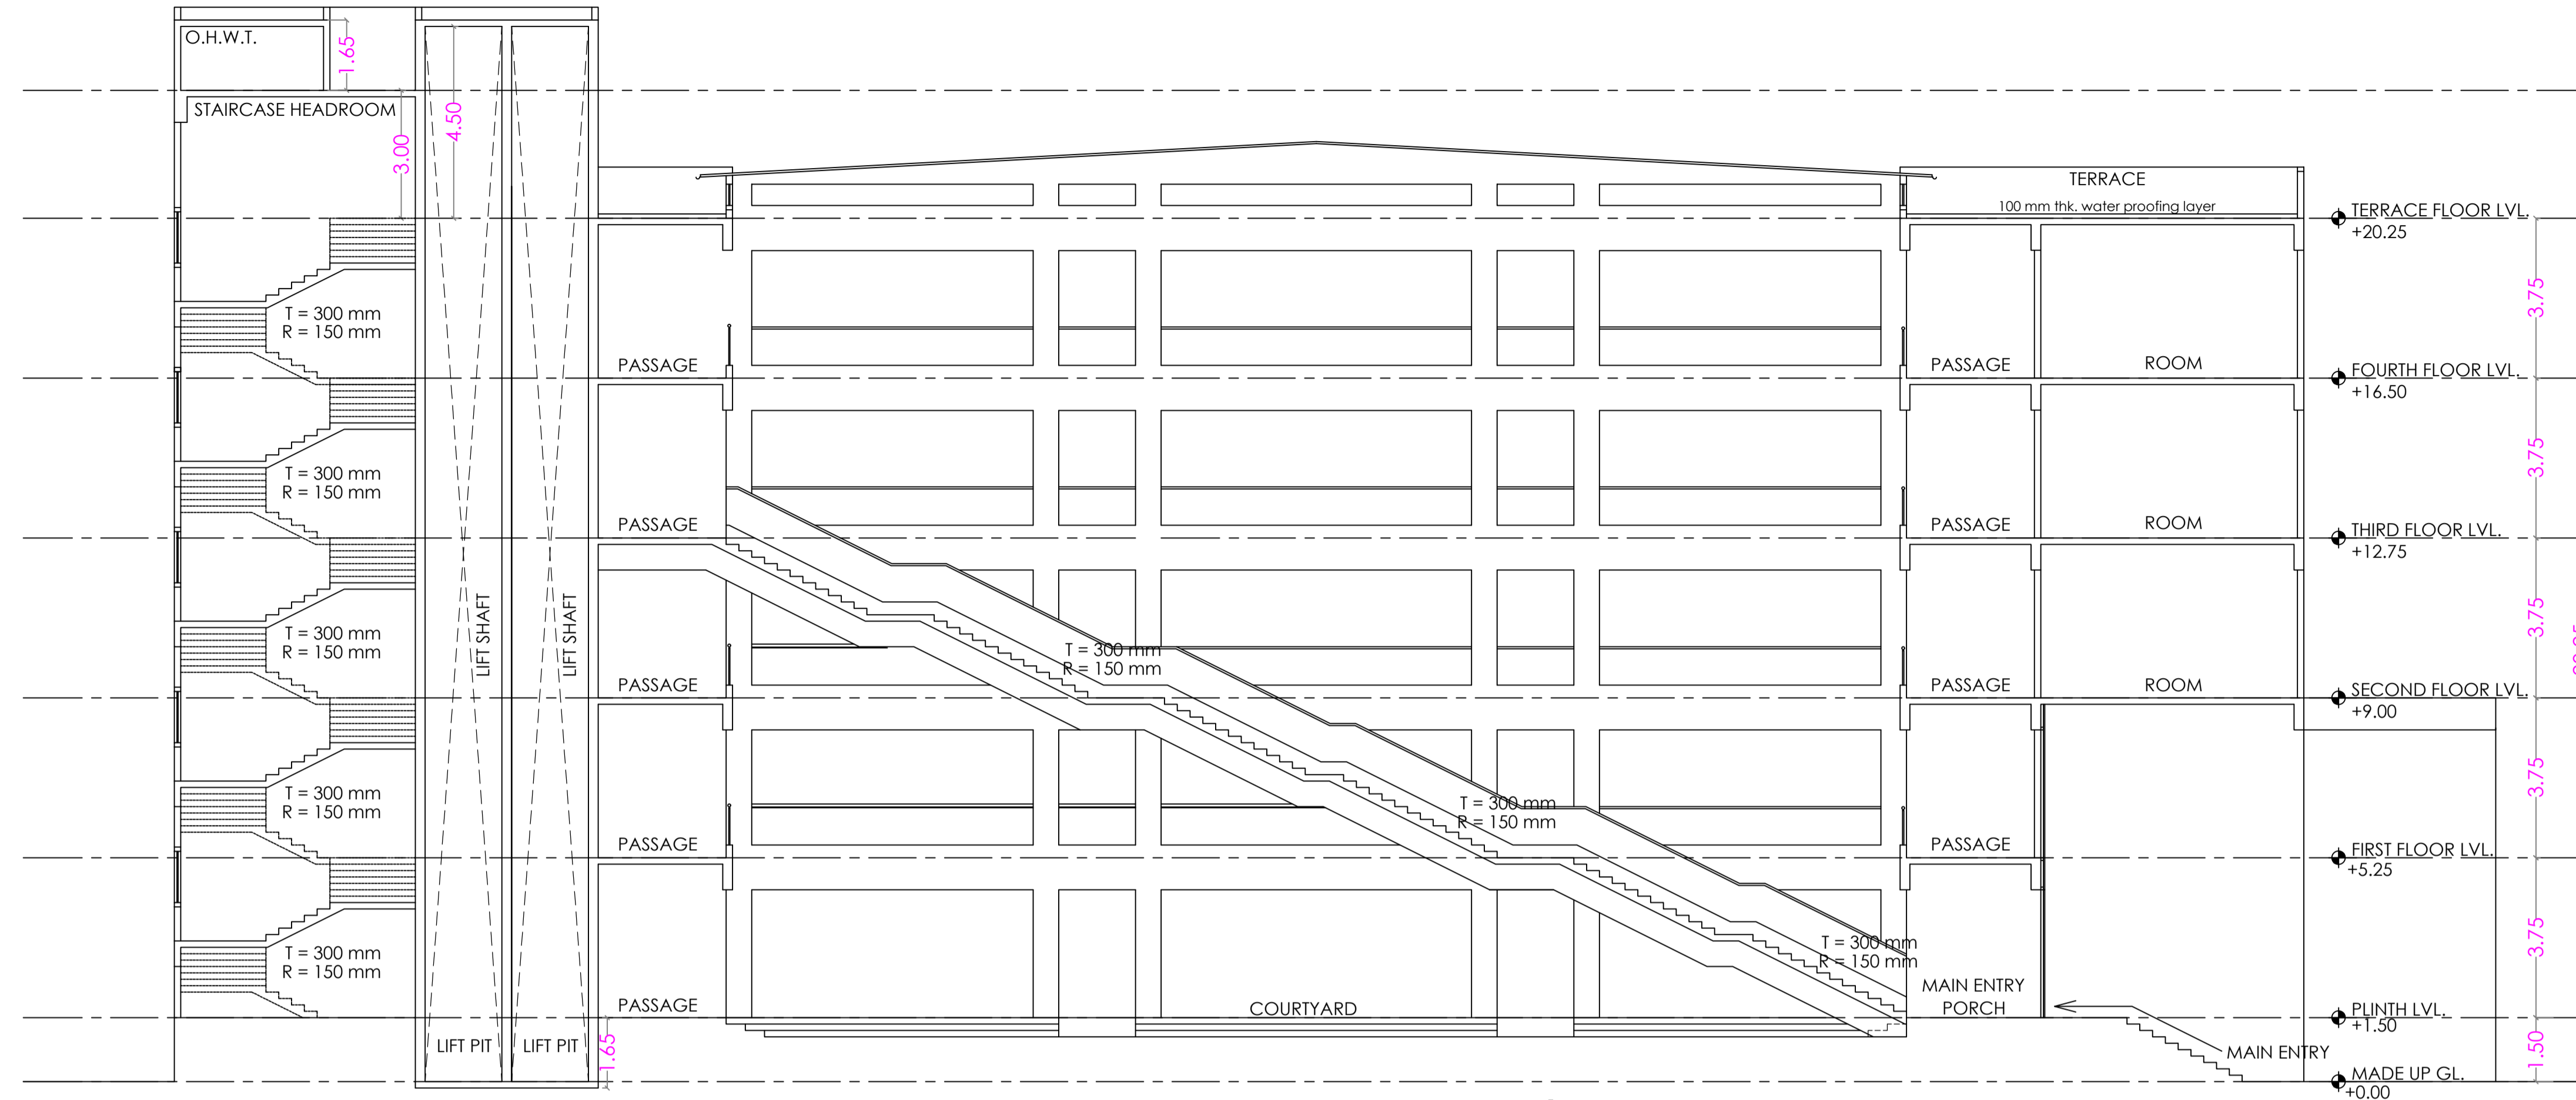 O.H.W.T.
1.65
STAIRCASE HEADROOM
4.50
3.00
TERRACE
100 mm thk. water proofing layer
TERRACE FLOOR LVL.
+20.25
T = 300 mm
R = 150 mm
3.75
PASSAGE
PASSAGE
ROOM
FOURTH FLOOR LVL.
+16.50
T = 300 mm
R = 150 mm
3.75
PASSAGE
PASSAGE
ROOM
THIRD FLOOR LVL.
+12.75
LIFT SHAFT
LIFT SHAFT
T = 300 mm
R = 150 mm
T = 300 mm
R = 150 mm
3.75
PASSAGE
PASSAGE
ROOM
SECOND FLOOR LVL.
+9.00
T = 300 mm
R = 150 mm
T = 300 mm
R = 150 mm
3.75
PASSAGE
PASSAGE
FIRST FLOOR LVL.
+5.25
T = 300 mm
R = 150 mm
T = 300 mm
R = 150 mm
3.75
PASSAGE
COURTYARD
MAIN ENTRY
PORCH
PLINTH LVL.
+1.50
LIFT PIT
LIFT PIT
1.65
MAIN ENTRY
1.50
MADE UP GL.
+0.00